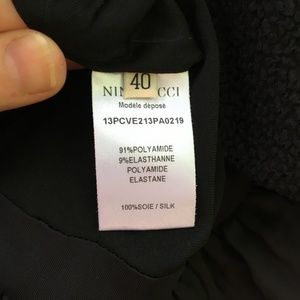 40
NIN CCI
Modèle déposé
13PCVE213PA0219
91%POLYAMIDE
9%ELASTHANNE
POLYAMIDE
ELASTANE
100%SOIE / SILK